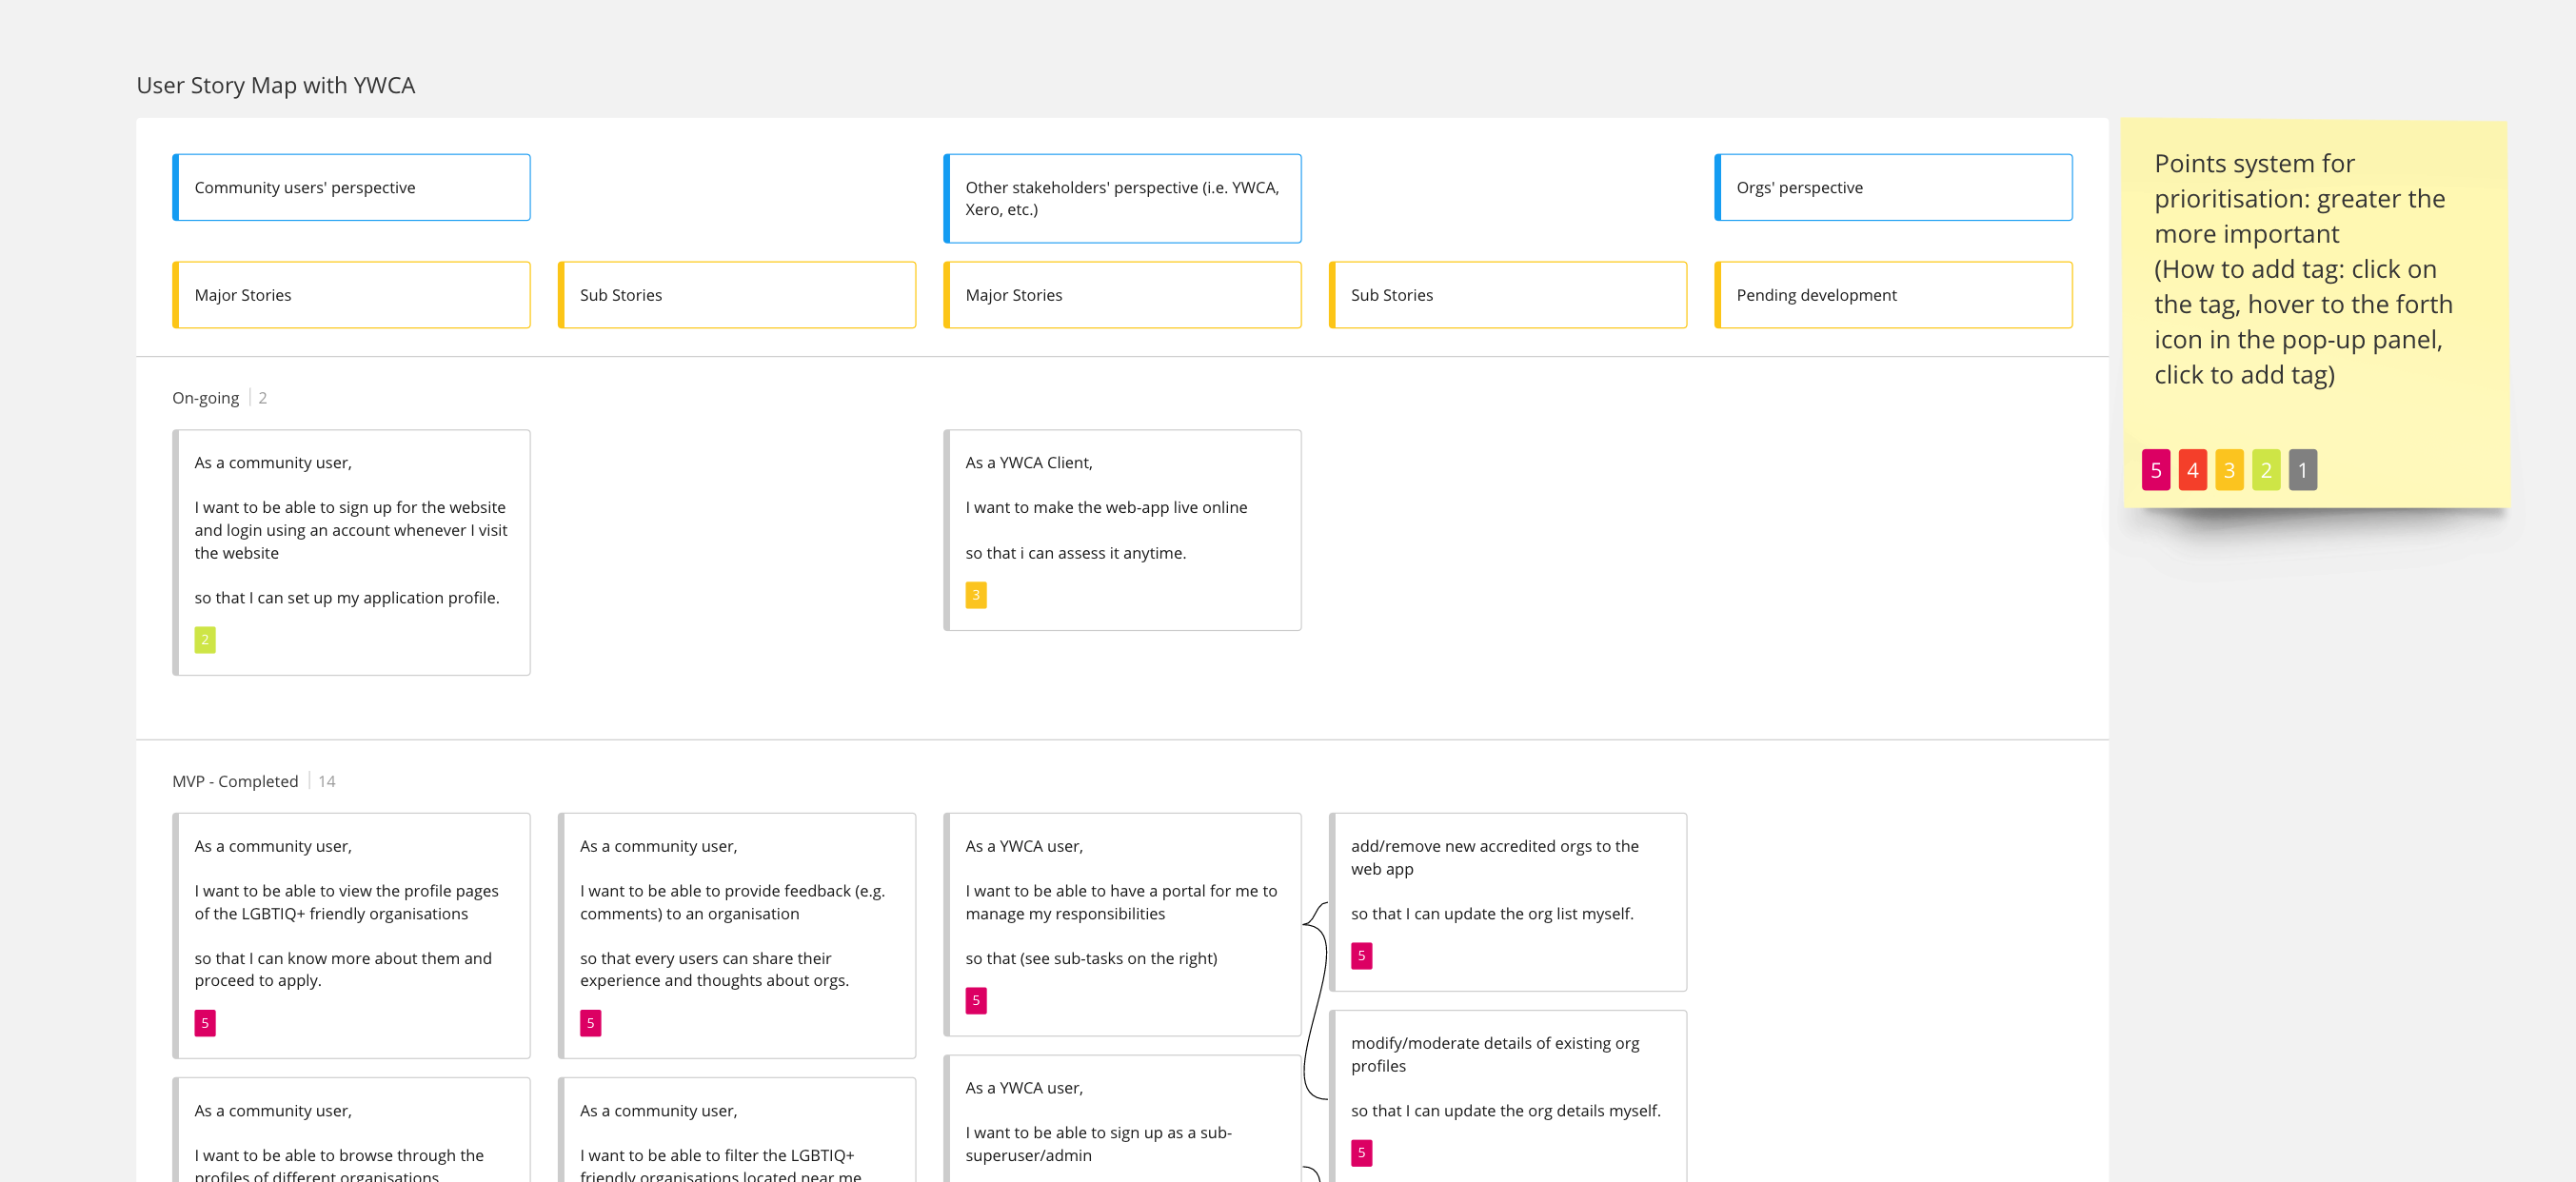 User Story Map with YWCA
Community users' perspective
Other stakeholders' perspective (i.e. YWCA,
Xero, etc.)
Orgs' perspective
Major Stories
Sub Stories
Major Stories
Sub Stories
Pending development
Points system for
prioritisation: greater the
more important
(How to add tag: click on
the tag, hover to the forth
icon in the pop-up panel,
click to add tag)
5 4 3 2 1
On-going 2
As a community user,
I want to be able to sign up for the website
and login using an account whenever I visit
the website
so that I can set up my application profile.
2
As a YWCA Client,
I want to make the web-app live online
so that i can assess it anytime.
3
MVP - Completed 14
As a community user,
I want to be able to view the profile pages
of the LGBTIQ+ friendly organisations
so that I can know more about them and
proceed to apply.
5
As a community user,
I want to be able to provide feedback (e.g.
comments) to an organisation
so that every users can share their
experience and thoughts about orgs.
5
As a YWCA user,
I want to be able to have a portal for me to
manage my responsibilities
so that (see sub-tasks on the right)
5
add/remove new accredited orgs to the
web app
so that I can update the org list myself.
5
As a community user,
I want to be able to browse through the
profiles of different organisations
As a community user,
I want to be able to filter the LGBTIQ+
friendly organisations located near me
As a YWCA user,
I want to be able to sign up as a sub-
superuser/admin
modify/moderate details of existing org
profiles
so that I can update the org details myself.
5